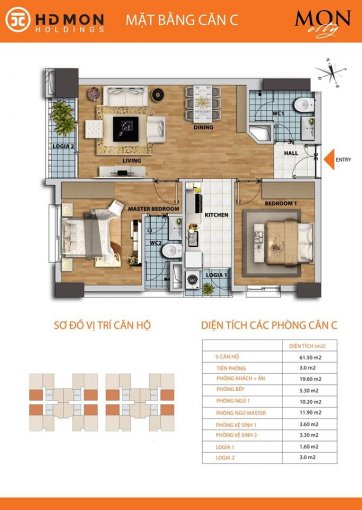 HDMON
HOLDINGS
MẶT BẰNG CĂN C
MON
city
WC1
DINING
LOGIA 2
LIVING
HALL
ENTRY
MASTER BEDROOM
KITCHEN
BEDROOM 1
WC2
LOGIA 1
SƠ ĐỒ VỊ TRÍ CĂN HỘ
DIỆN TÍCH CÁC PHÒNG CĂN C
DIỆN TÍCH (m2)
S-CĂN HỘ 61.50 m2
TIỀN PHÒNG 3.0 m2
PHÒNG KHÁCH + ĂN 19.60 m2
PHÒNG BẾP 5.30 m2
PHÒNG NGỦ 1 10.20 m2
PHÒNG NGỦ MASTER 11.90 m2
PHÒNG VỆ SINH 1 3.60 m2
PHÒNG VỆ SINH 2 3.30 m2
LOGIA 1 1.60 m2
LOGIA 2 3.0 m2